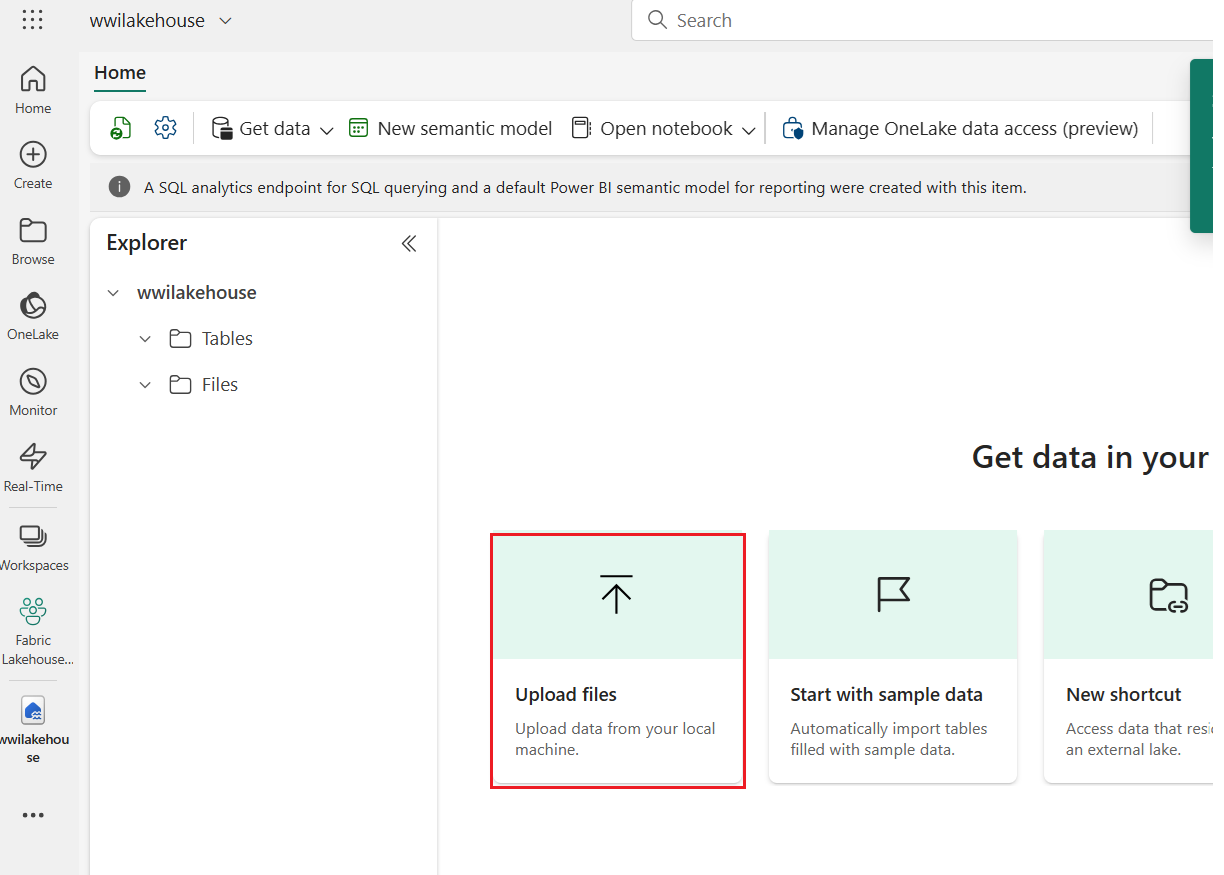 wwilakehouse
Search
Home
Home
Get data
New semantic model
Open notebook
Manage OneLake data access (preview)
Create
A SQL analytics endpoint for SQL querying and a default Power BI semantic model for reporting were created with this item.
Browse
Explorer
wwilakehouse
OneLake
Tables
Files
Monitor
Real-Time
Get data in your
Workspaces
Fabric
Lakehouse...
wwilakehou
se
Upload files
Upload data from your local
machine.
Start with sample data
Automatically import tables
filled with sample data.
New shortcut
Access data that resi
an external lake.